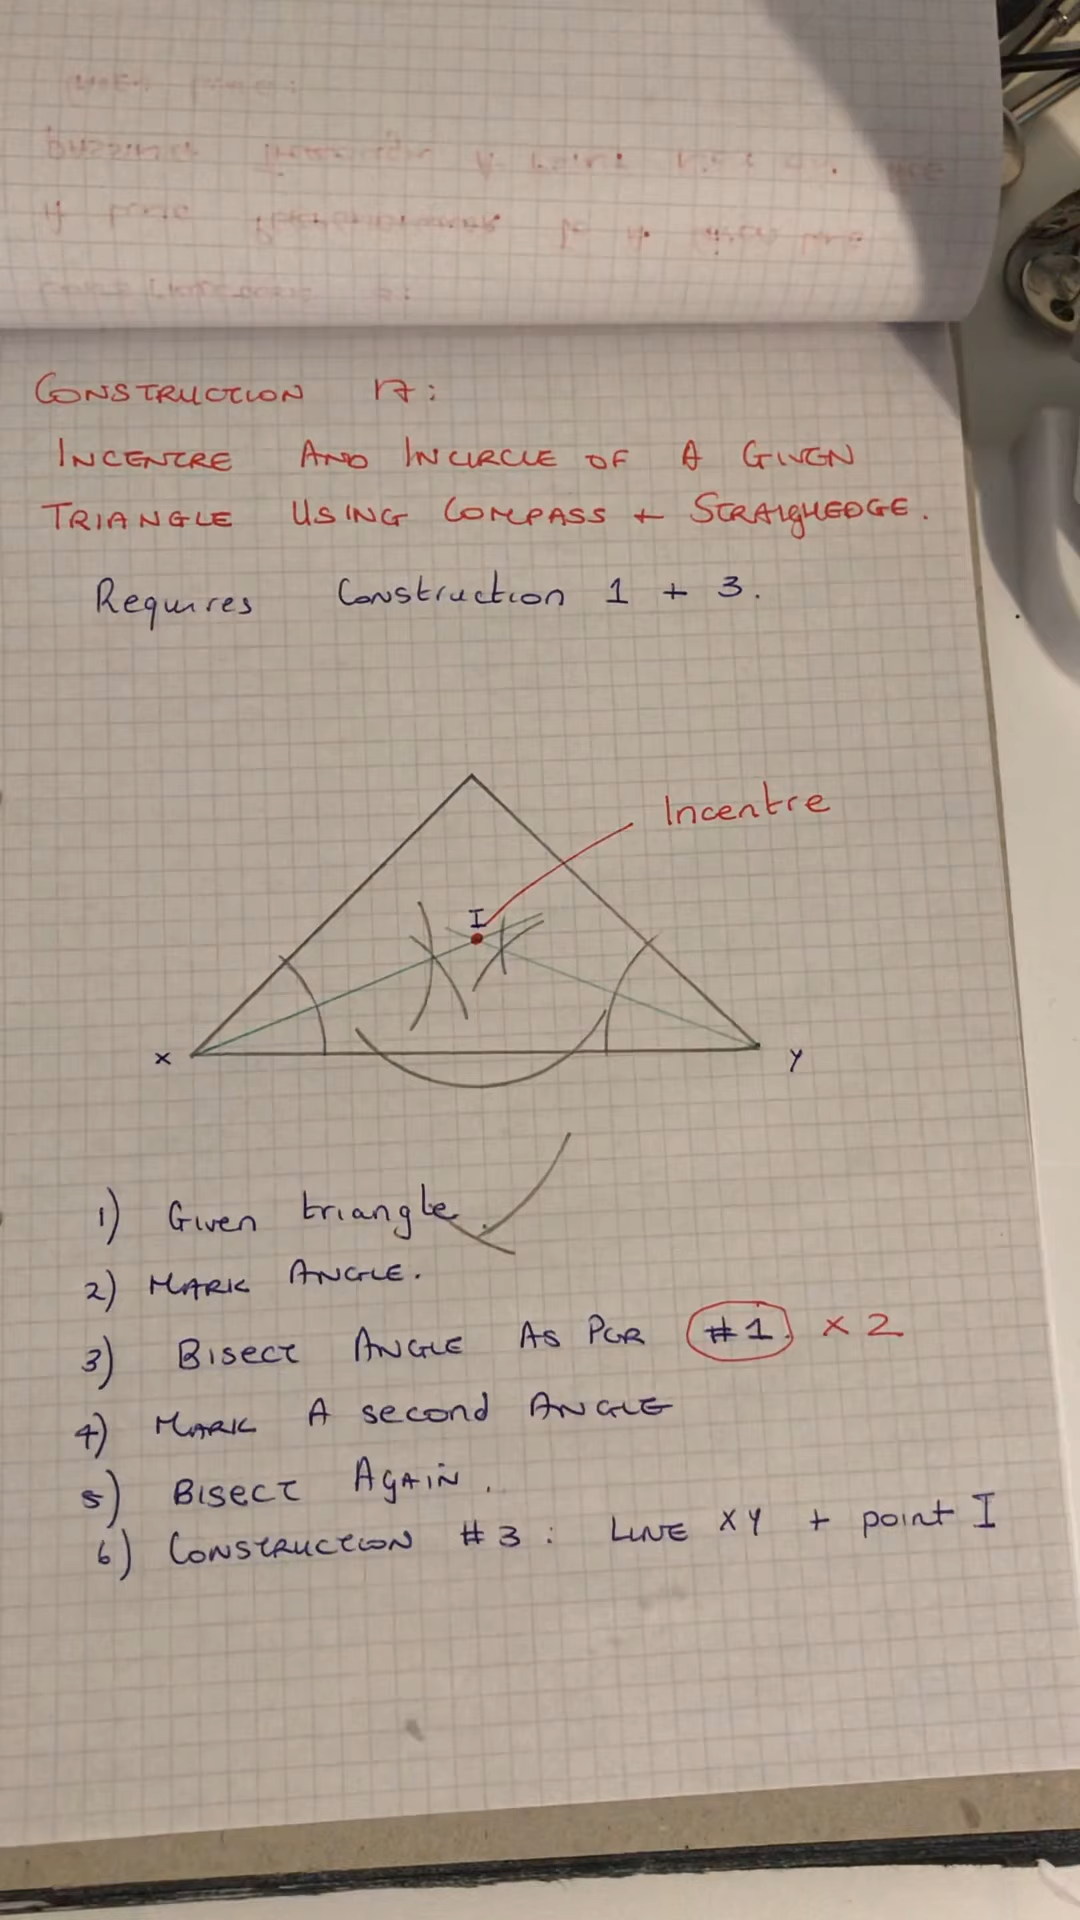 CONSTRUCTION 17:
INCENTRE AND INCIRCLE OF A GIVEN
TRIANGLE USING COMPASS + STRAIGHEDGE.
Requires Construction 1 + 3.
Incentre
I
X
Y
1) Given triangle.
2) MARK ANGLE.
3) BISECT ANGLE AS PER #1. x 2
4) MARK A second ANGLE
5) BISECT AGAIN.
6) CONSTRUCTION #3: LINE XY + point I